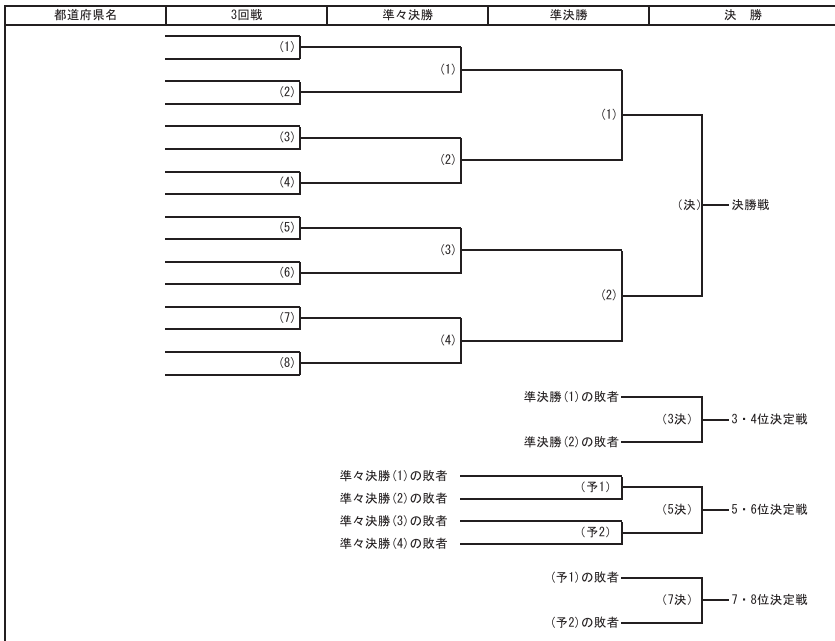 都道府県名 3回戦 準々決勝 準決勝 決　勝
(1)
(1)
(2)
(1)
(3)
(2)
(4)
(決) 決勝戦
(5)
(3)
(6)
(2)
(7)
(4)
(8)
準決勝(1)の敗者
(3決) 3・4位決定戦
準決勝(2)の敗者
準々決勝(1)の敗者
(予1)
準々決勝(2)の敗者
(5決) 5・6位決定戦
準々決勝(3)の敗者
(予2)
準々決勝(4)の敗者
(予1)の敗者
(7決) 7・8位決定戦
(予2)の敗者